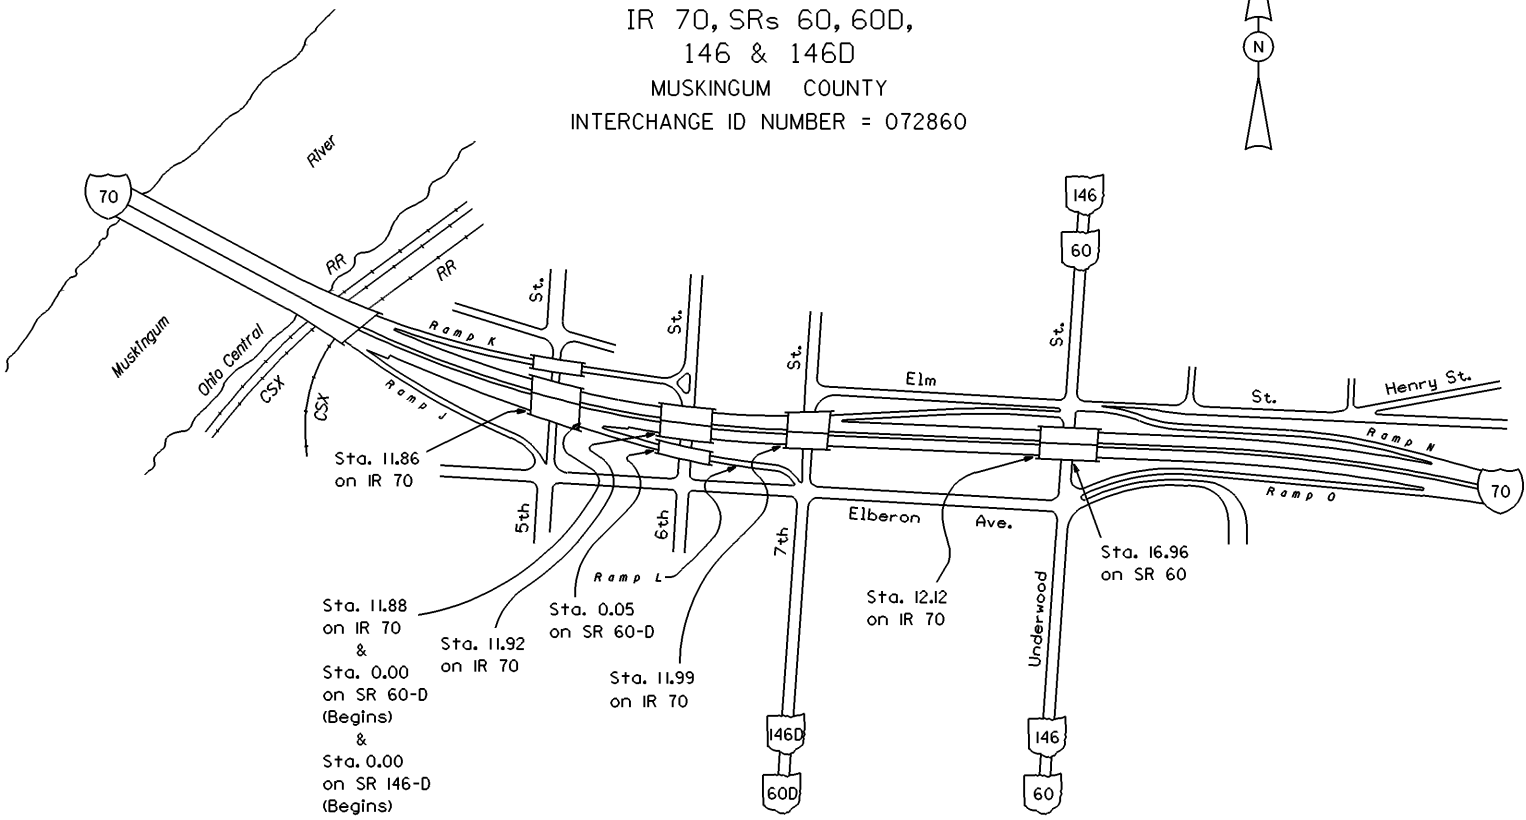 IR 70, SRs 60, 60D,
146 & 146D
MUSKINGUM COUNTY
INTERCHANGE ID NUMBER = 072860
N
River
70
146
60
RR
RR
St.
St.
St.
St.
Muskingum
Ohio Central
CSX
CSX
Ramp K
Ramp J
Elm
St.
Henry St.
Ramp N
Ramp O
70
Sta. 11.86
on IR 70
5th
6th
7th
Elberon Ave.
Ramp L
Sta. 16.96
on SR 60
Sta. 12.12
on IR 70
Underwood
Sta. 11.88
on IR 70
&
Sta. 0.00
on SR 60-D
(Begins)
&
Sta. 0.00
on SR 146-D
(Begins)
Sta. 11.92
on IR 70
Sta. 0.05
on SR 60-D
Sta. 11.99
on IR 70
146D
60D
146
60